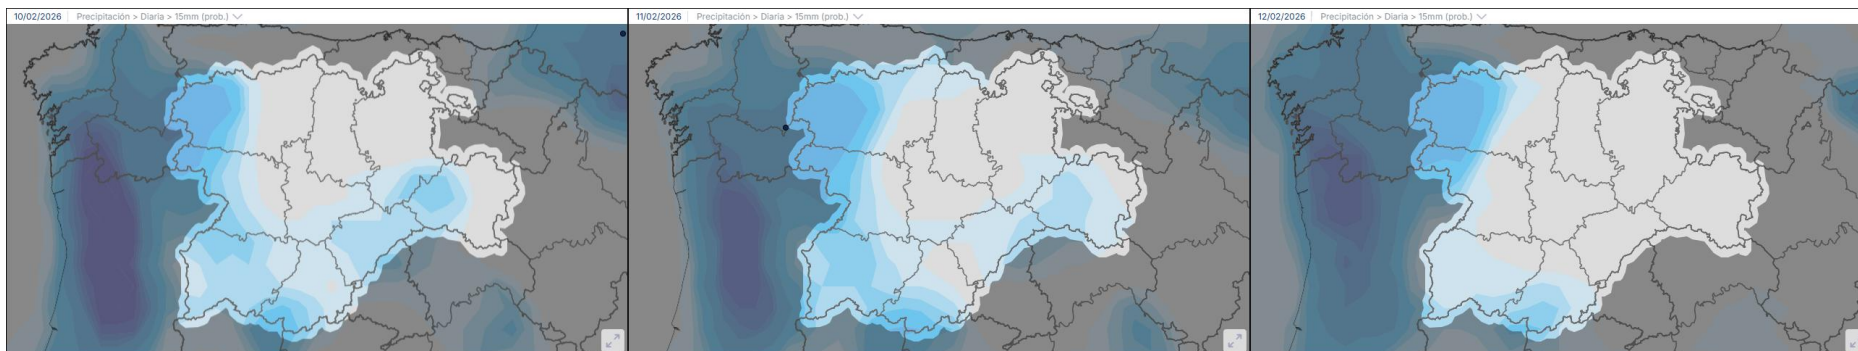 10/02/2026 Precipitación > Diaria > 15mm (prob.)
11/02/2026 Precipitación > Diaria > 15mm (prob.)
12/02/2026 Precipitación > Diaria > 15mm (prob.)